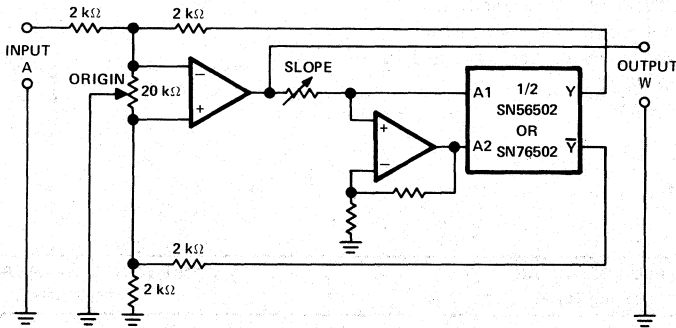 2 kΩ
2 kΩ
INPUT
A
ORIGIN
20 kΩ
−
+
SLOPE
+
−
A1
1/2
Y
SN56502
OR
A2
SN76502
Y̅
OUTPUT
W
2 kΩ
2 kΩ